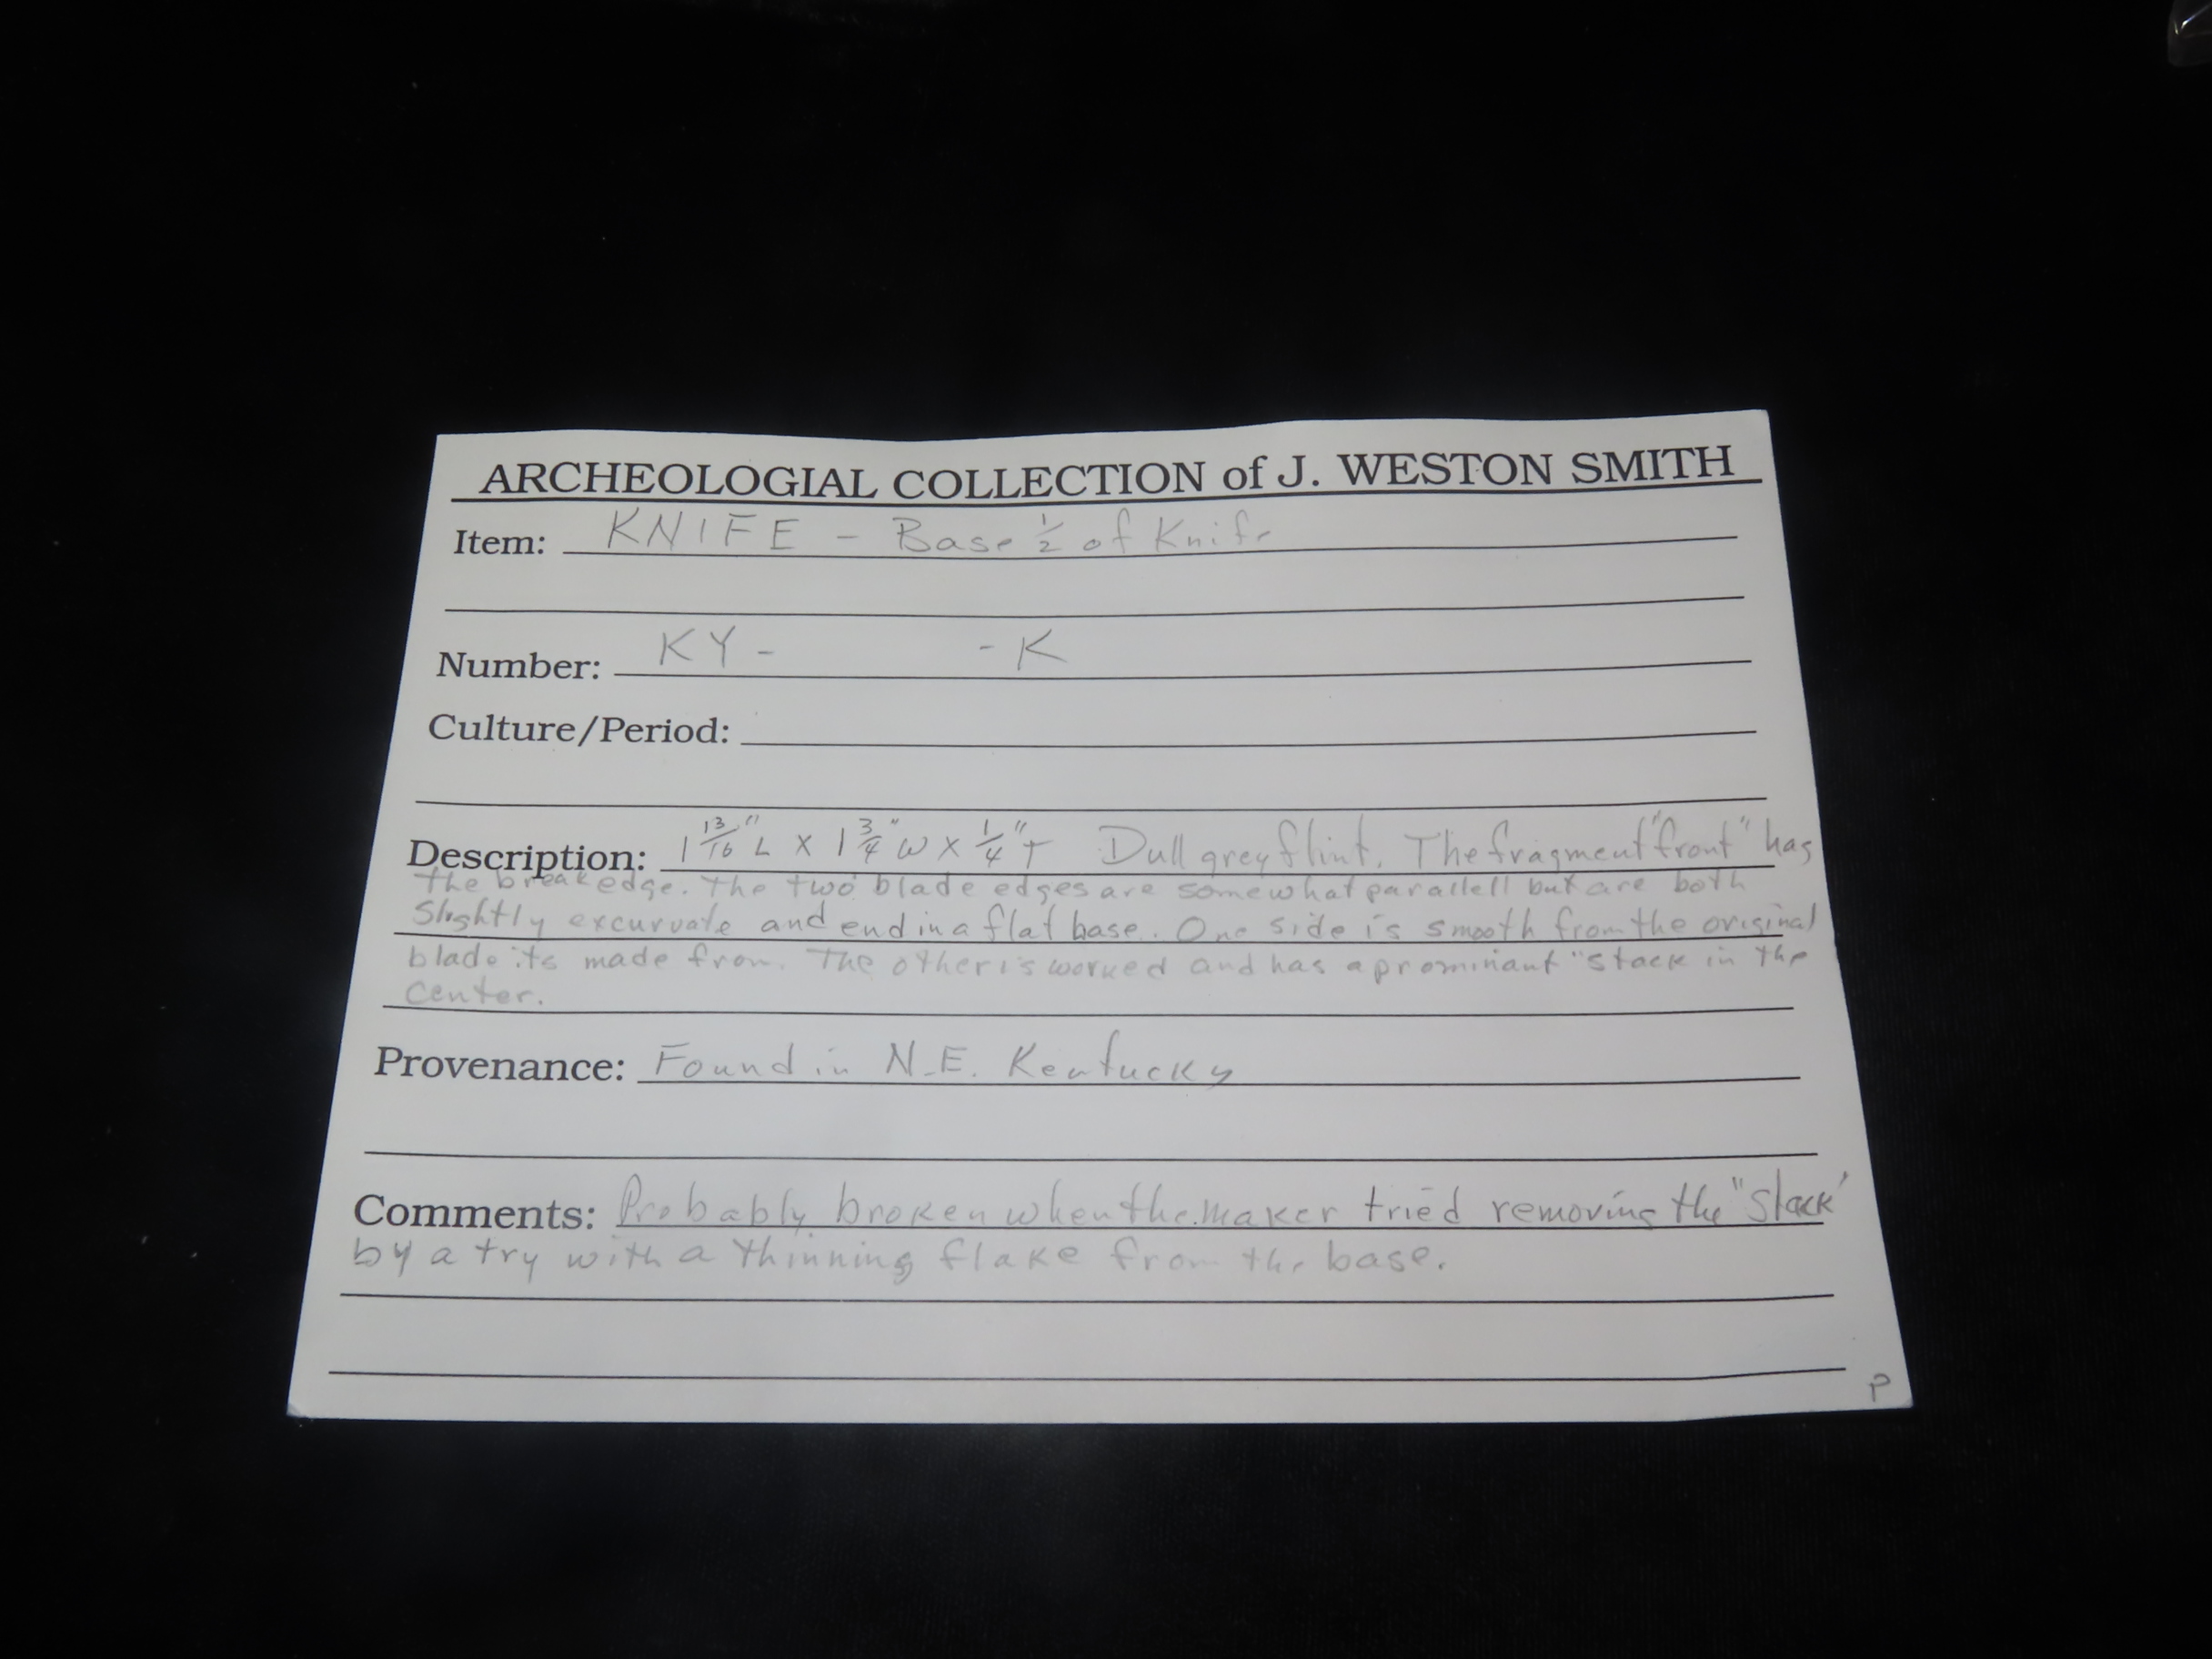 ARCHEOLOGIAL COLLECTION of J. WESTON SMITH
Item: KNIFE - Base 1/2 of Knife
Number: KY- -K
Culture/Period:
Description: 1 13/16" L X 1 3/4" W X 1/4" T Dull grey flint. The fragment "front" has
the break edge. The two blade edges are somewhat parallell but are both
Slightly excurvate and end in a flat base. One side is smooth from the original
blade its made from. The other is worked and has a prominant "stack in the
center.
Provenance: Found in N.E. Kentucky
Comments: Probably broken when the maker tried removing the "stack"
by a try with a thinning flake from the base.
P